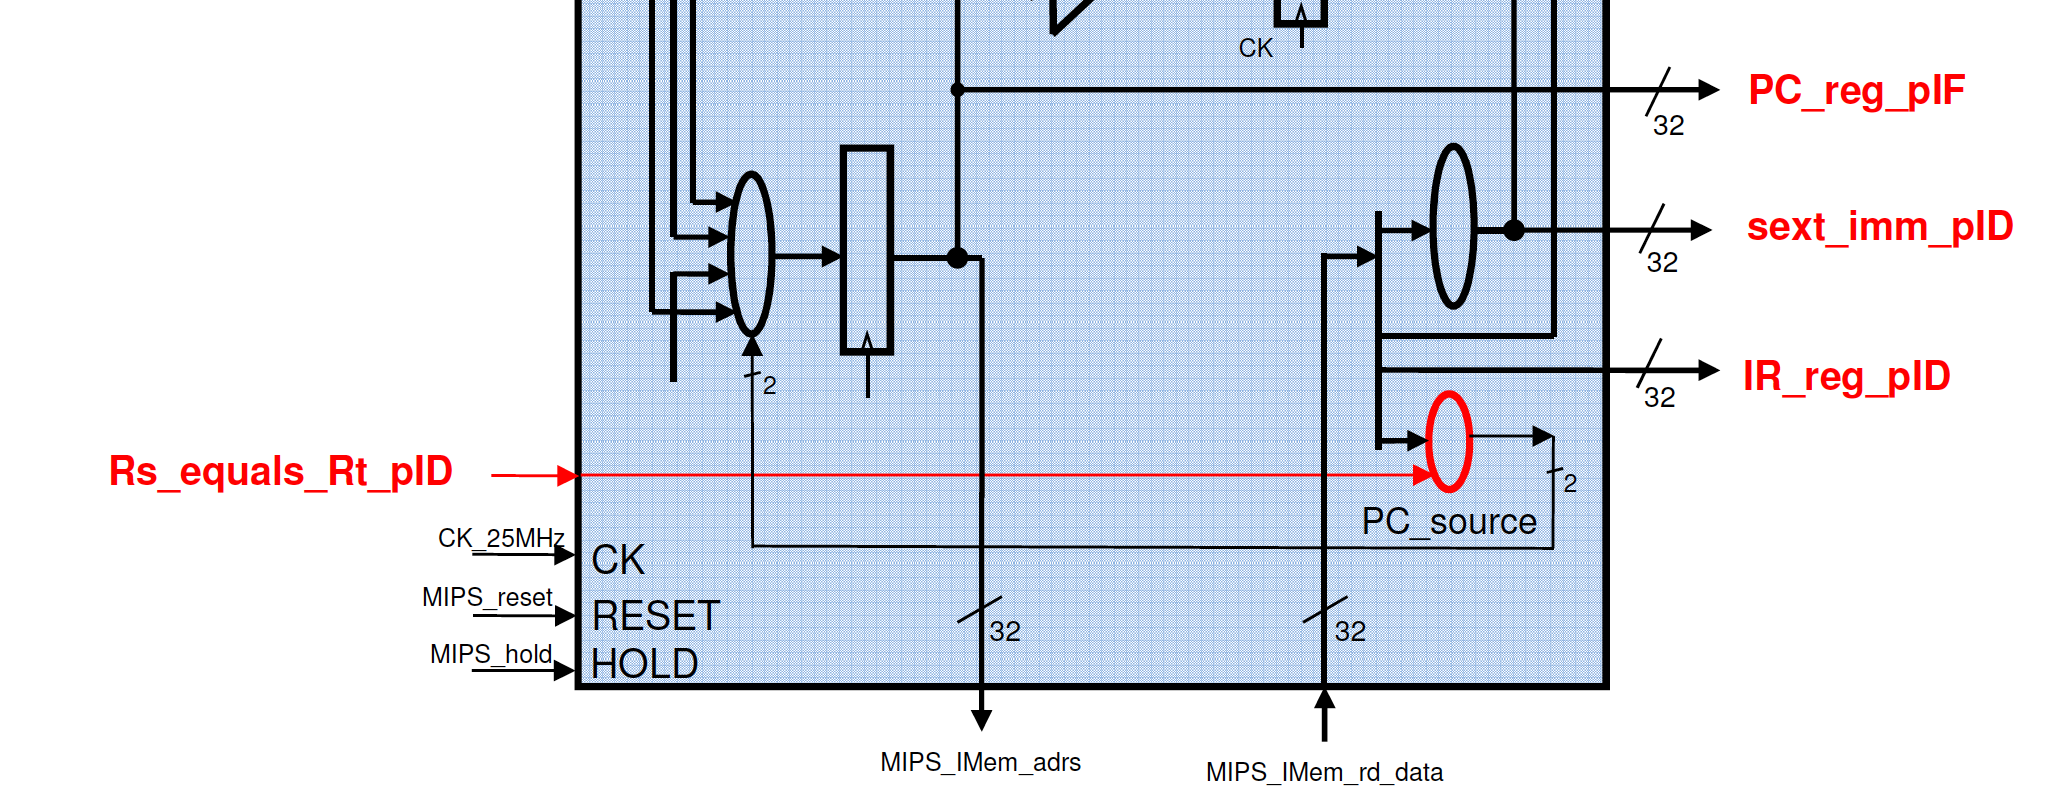 CK
PC_reg_pIF
32
sext_imm_pID
32
2
IR_reg_pID
32
Rs_equals_Rt_pID
2
PC_source
CK_25MHz
CK
MIPS_reset
RESET
32
32
MIPS_hold
HOLD
MIPS_IMem_adrs
MIPS_IMem_rd_data